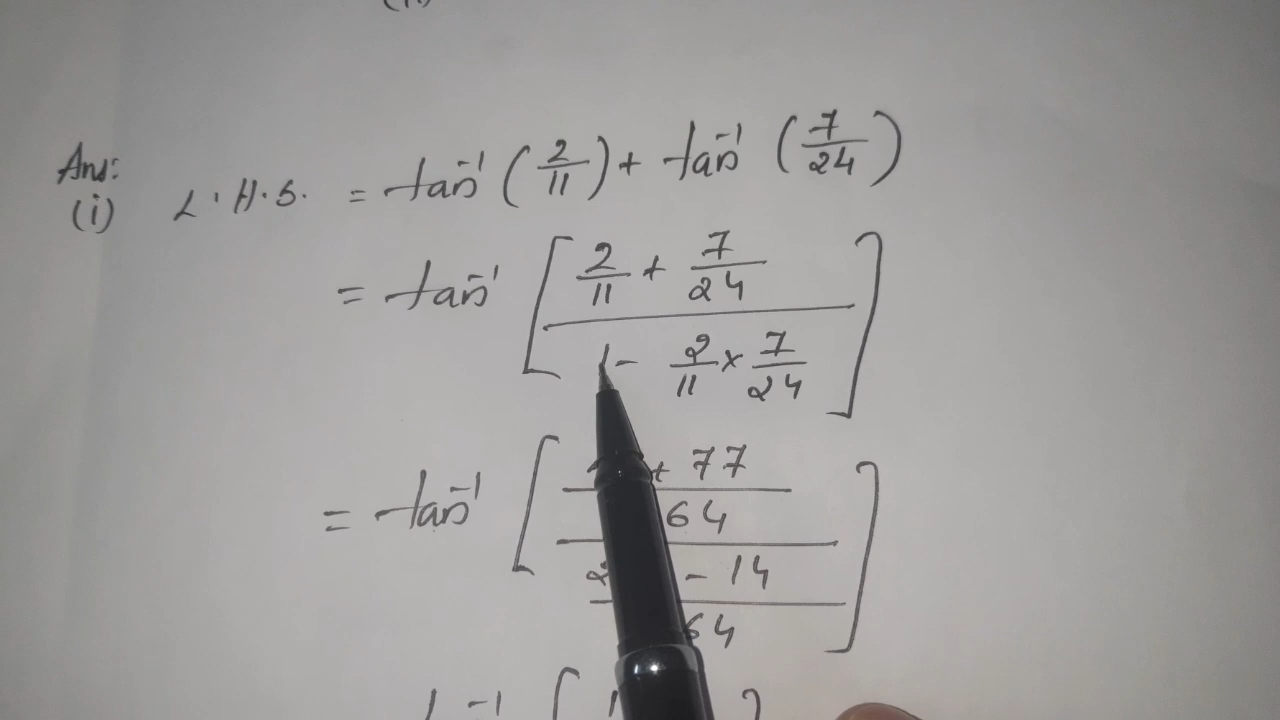 Ans:
(i) L.H.S. = tan⁻¹ (2/11) + tan⁻¹ (7/24)
= tan⁻¹ [ (2/11 + 7/24) / (1 - 2/11 × 7/24) ]
= tan⁻¹ [ + 77 / 64 / - 14 / 64 ]